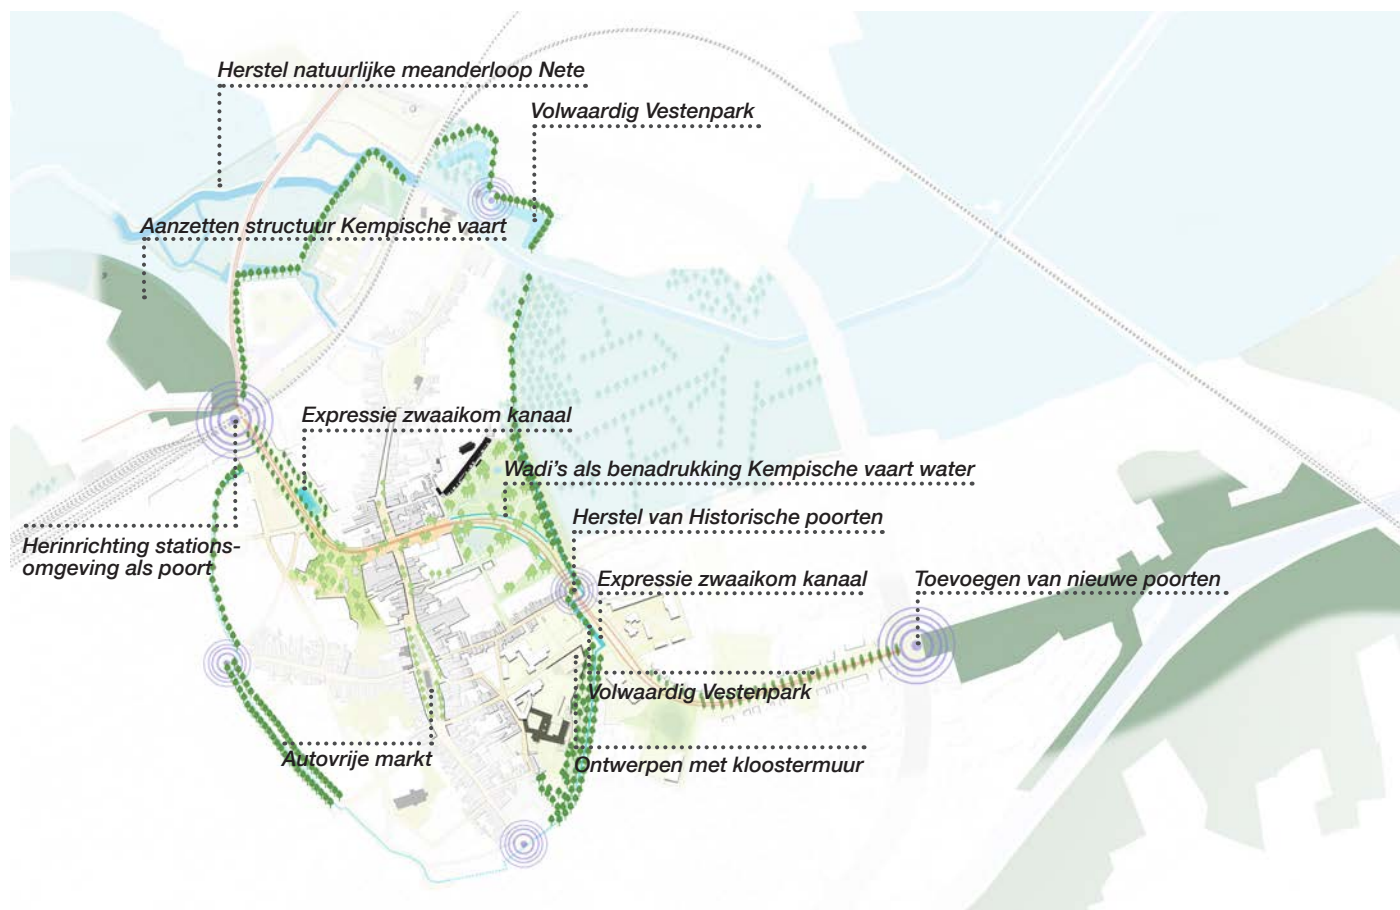 Herstel natuurlijke meanderloop Nete
Volwaardig Vestenpark
Aanzetten structuur Kempische vaart
Expressie zwaaikom kanaal
Wadi's als benadrukking Kempische vaart water
Herstel van Historische poorten
Herinrichting stations-
omgeving als poort
Expressie zwaaikom kanaal
Toevoegen van nieuwe poorten
Volwaardig Vestenpark
Autovrije markt
Ontwerpen met kloostermuur